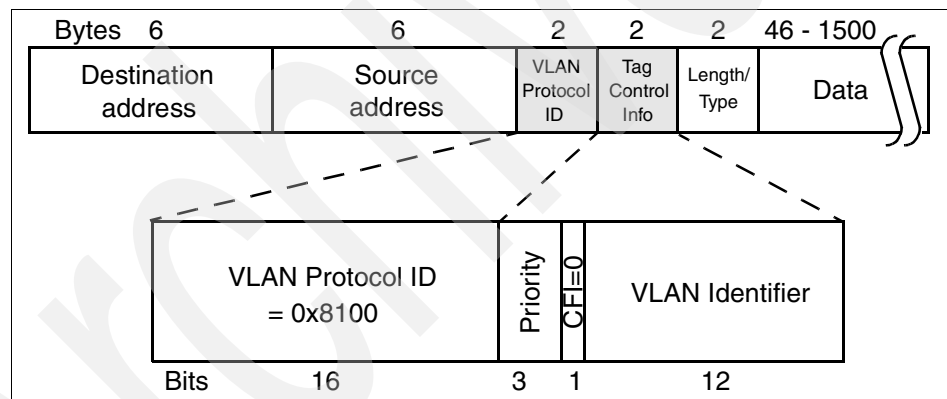 Bytes 6 6 2 2 2 46 - 1500
Destination
address
Source
address
VLAN
Protocol
ID
Tag
Control
Info
Length/
Type
Data
VLAN Protocol ID
= 0x8100
Priority
CFI=0
VLAN Identifier
Bits 16 3 1 12